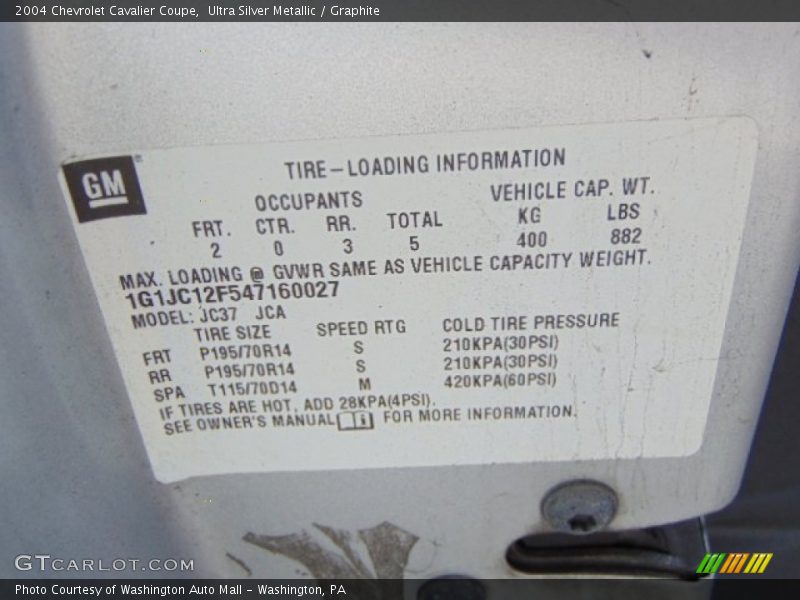 2004 Chevrolet Cavalier Coupe,  Ultra Silver Metallic / Graphite
GM
TIRE-LOADING INFORMATION
OCCUPANTS VEHICLE CAP. WT.
FRT. CTR. RR. TOTAL KG LBS
2 0 3 5 400 882
MAX. LOADING @ GVWR SAME AS VEHICLE CAPACITY WEIGHT.
1G1JC12F547160027
MODEL: JC37 JCA
TIRE SIZE SPEED RTG COLD TIRE PRESSURE
FRT P195/70R14 S 210KPA(30PSI)
RR P195/70R14 S 210KPA(30PSI)
SPA T115/70D14 M 420KPA(60PSI)
IF TIRES ARE HOT, ADD 28KPA(4PSI).
SEE OWNER'S MANUAL FOR MORE INFORMATION.
GTCARLOT.COM
Photo Courtesy of Washington Auto Mall - Washington, PA